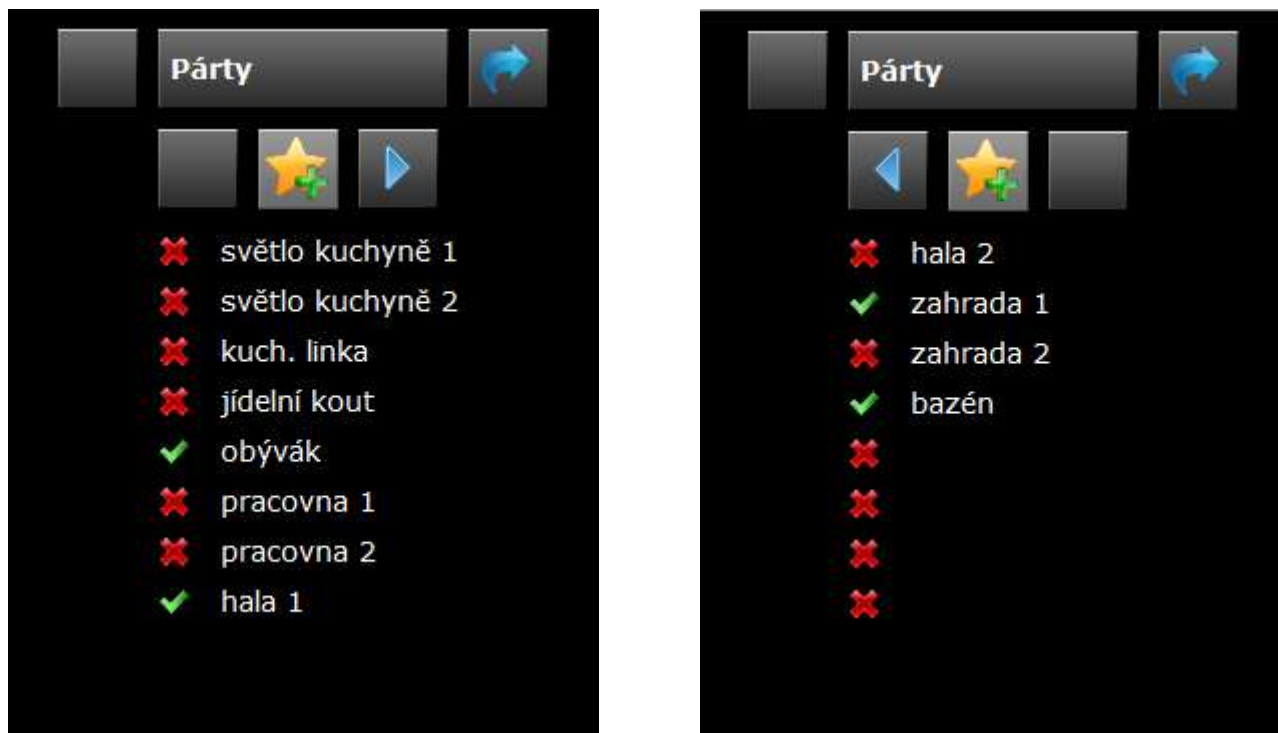 Párty
světlo kuchyně 1
světlo kuchyně 2
kuch. linka
jídelní kout
obývák
pracovna 1
pracovna 2
hala 1
Párty
hala 2
zahrada 1
zahrada 2
bazén